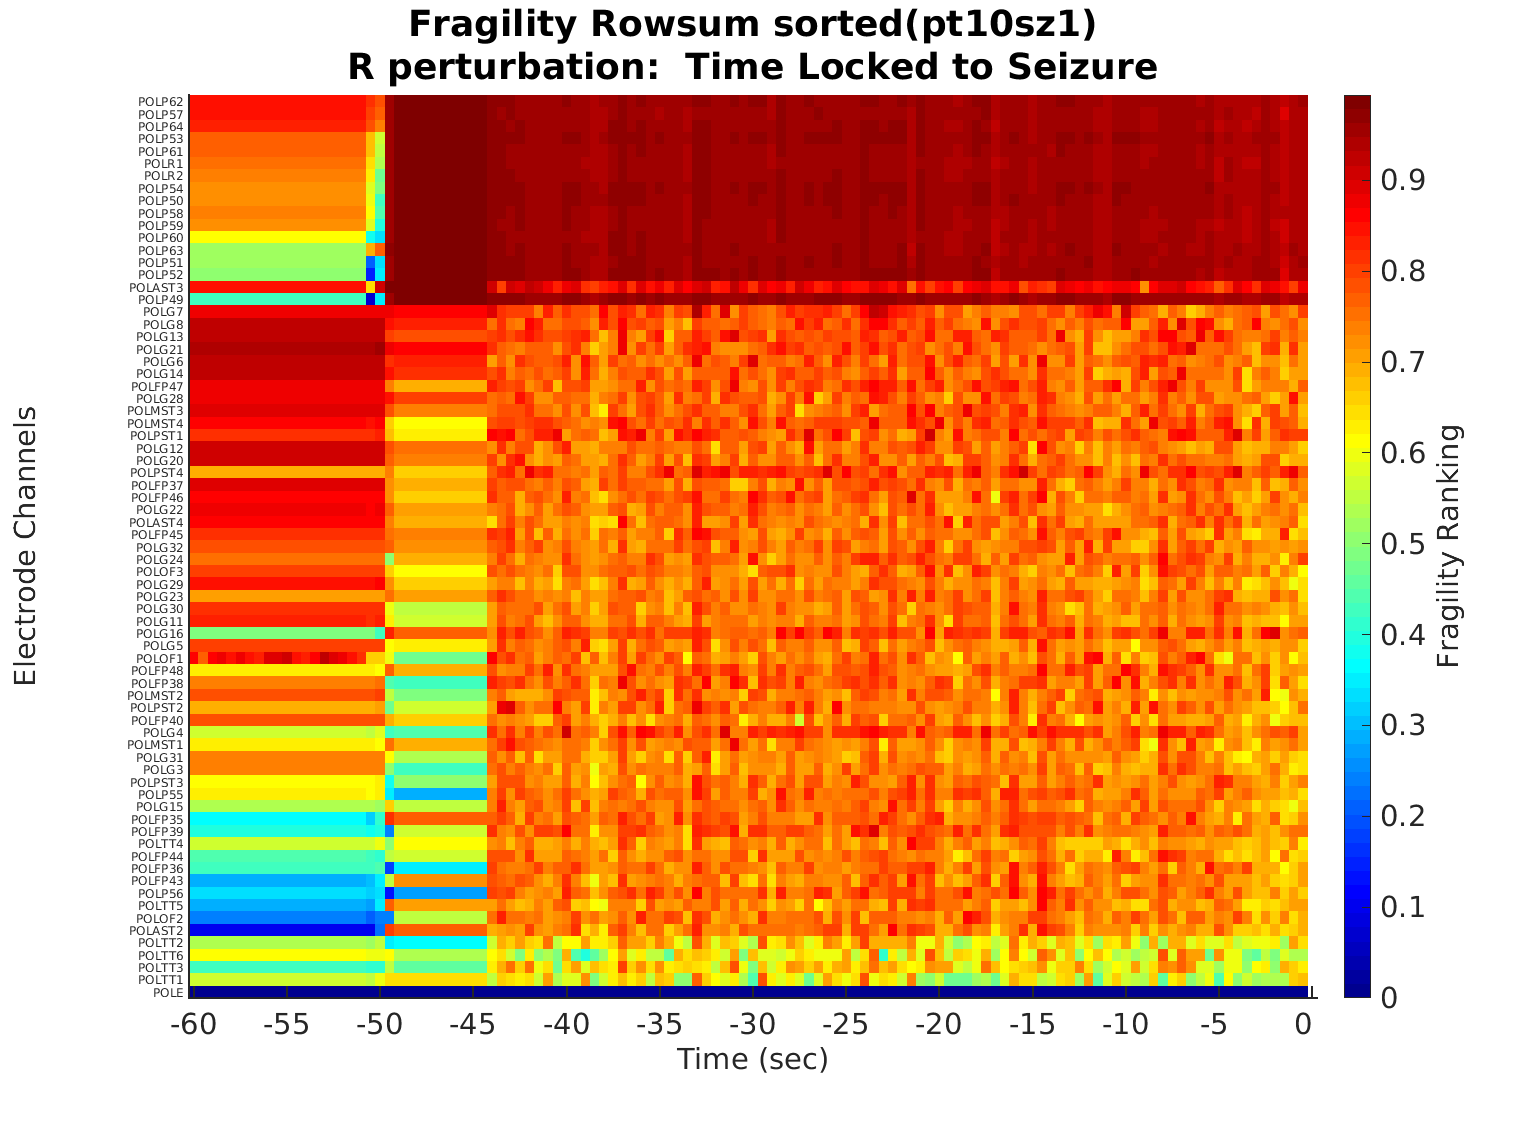 Fragility Rowsum sorted(pt10sz1)
R perturbation:  Time Locked to Seizure
POLP62
POLP57
POLP64
POLP53
POLP61
POLR1
POLR2
POLP54
POLP50
POLP58
POLP59
POLP60
POLP63
POLP51
POLP52
POLAST3
POLP49
POLG7
POLG8
POLG13
POLG21
POLG6
POLG14
POLFP47
POLG28
POLMST3
POLMST4
POLPST1
POLG12
POLG20
POLPST4
POLFP37
POLFP46
POLG22
POLAST4
POLFP45
POLG32
POLG24
POLOF3
POLG29
POLG23
POLG30
POLG11
POLG16
POLG5
POLOF1
POLFP48
POLFP38
POLMST2
POLPST2
POLFP40
POLG4
POLMST1
POLG31
POLG3
POLPST3
POLP55
POLG15
POLFP35
POLFP39
POLTT4
POLFP44
POLFP36
POLFP43
POLP56
POLTT5
POLOF2
POLAST2
POLTT2
POLTT6
POLTT3
POLTT1
POLE
Electrode Channels
-60 -55 -50 -45 -40 -35 -30 -25 -20 -15 -10 -5 0
Time (sec)
0.9
0.8
0.7
0.6
0.5
0.4
0.3
0.2
0.1
0
Fragility Ranking